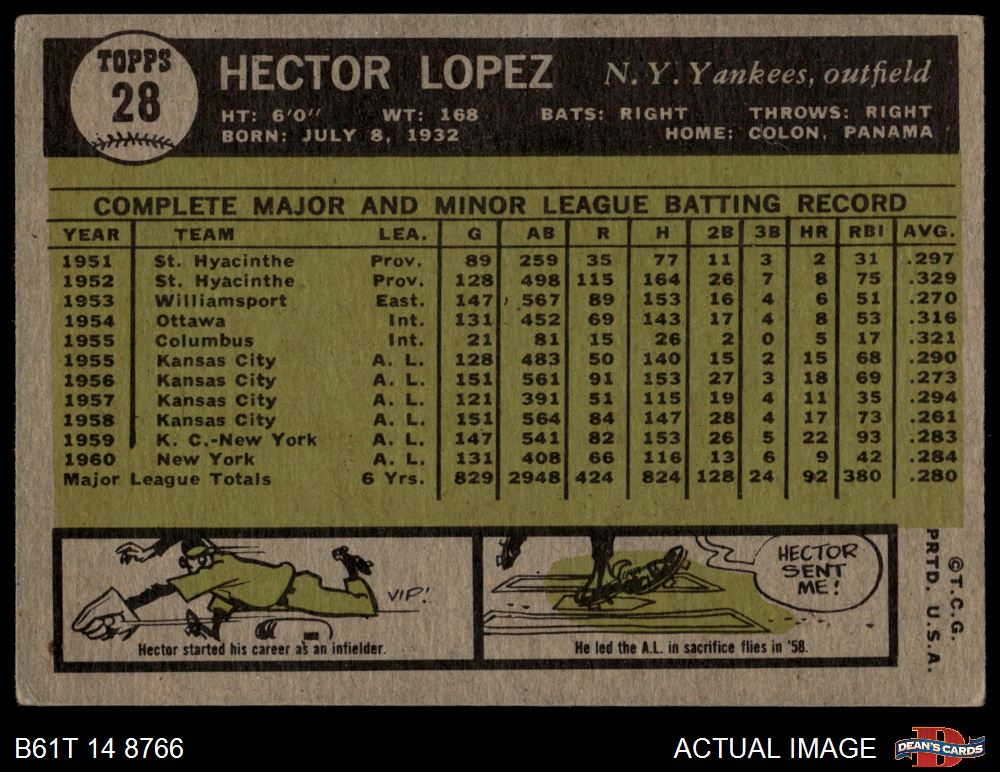 TOPPS
28
HECTOR LOPEZ N. Y. Yankees, outfield
HT: 6'0" WT: 168 BATS: RIGHT THROWS: RIGHT
BORN: JULY 8, 1932 HOME: COLON, PANAMA
COMPLETE MAJOR AND MINOR LEAGUE BATTING RECORD
YEAR TEAM LEA. G AB R H 2B 3B HR RBI AVG.
1951 St. Hyacinthe Prov. 89 259 35 77 11 3 2 31 .297
1952 St. Hyacinthe Prov. 128 498 115 164 26 7 8 75 .329
1953 Williamsport East. 147 567 89 153 16 4 6 51 .270
1954 Ottawa Int. 131 452 69 143 17 4 8 53 .316
1955 Columbus Int. 21 81 15 26 2 0 5 17 .321
1955 Kansas City A. L. 128 483 50 140 15 2 15 68 .290
1956 Kansas City A. L. 151 561 91 153 27 3 18 69 .273
1957 Kansas City A. L. 121 391 51 115 19 4 11 35 .294
1958 Kansas City A. L. 151 564 84 147 28 4 17 73 .261
1959 K. C.-New York A. L. 147 541 82 153 26 5 22 93 .283
1960 New York A. L. 131 408 66 116 13 6 9 42 .284
Major League Totals 6 Yrs. 829 2948 424 824 128 24 92 380 .280
VIP!
Hector started his career as an infielder.
HECTOR
SENT
ME!
He led the A.L. in sacrifice flies in '58.
©T.C.G.
PRTD. U.S.A.
B61T 14 8766
ACTUAL IMAGE
D
DEAN'S CARDS